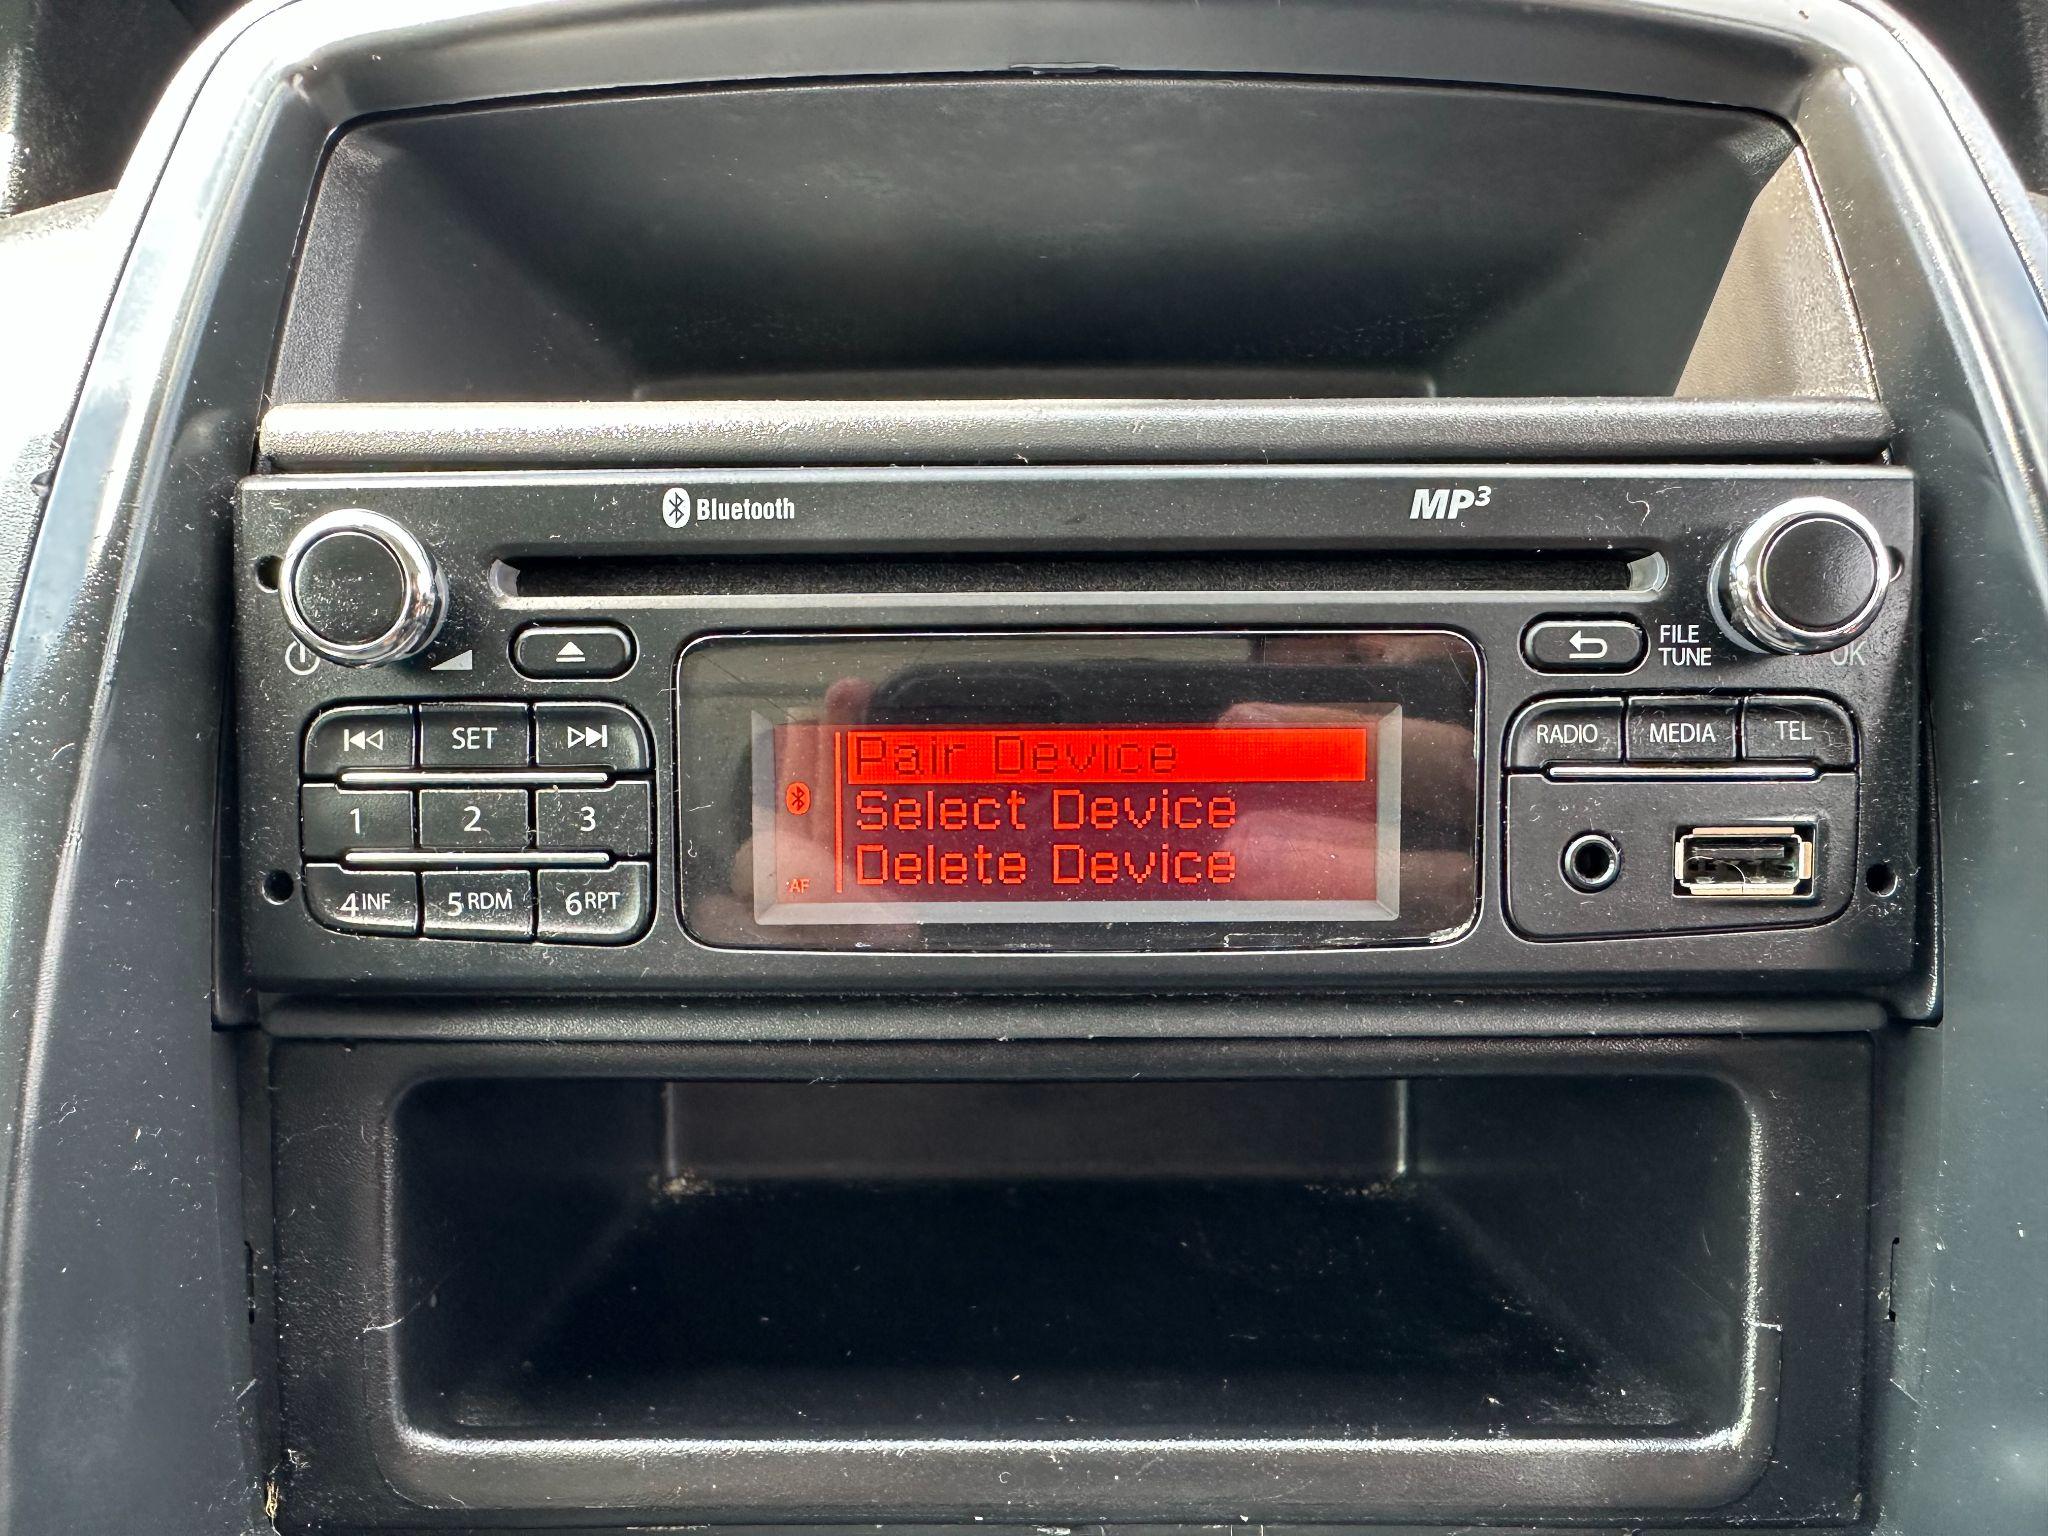 Bluetooth
MP3
FILE
TUNE
OK
SET
RADIO
MEDIA
TEL
Pair Device
Select Device
Delete Device
AF
1
2
3
4 INF
5 RDM
6 RPT